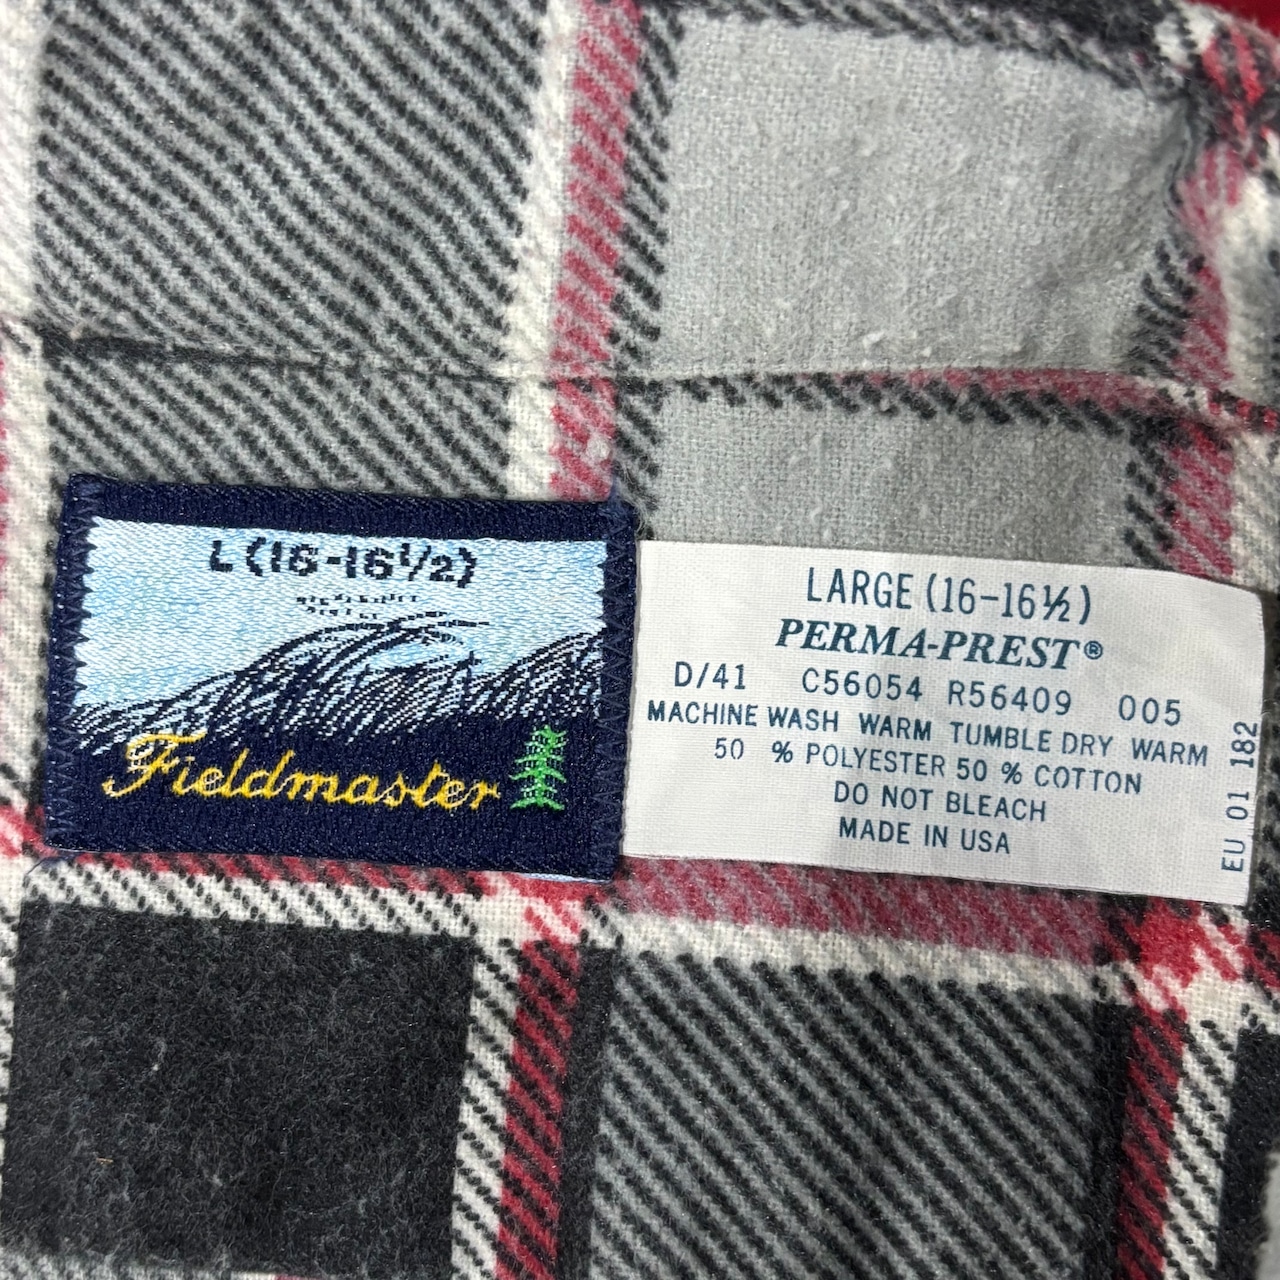 L (16-16½)
Fieldmaster
LARGE (16-16½)
PERMA-PREST®
D/41 C56054 R56409 005
MACHINE WASH WARM TUMBLE DRY WARM
50 % POLYESTER 50 % COTTON
DO NOT BLEACH
MADE IN USA
EU 01 182